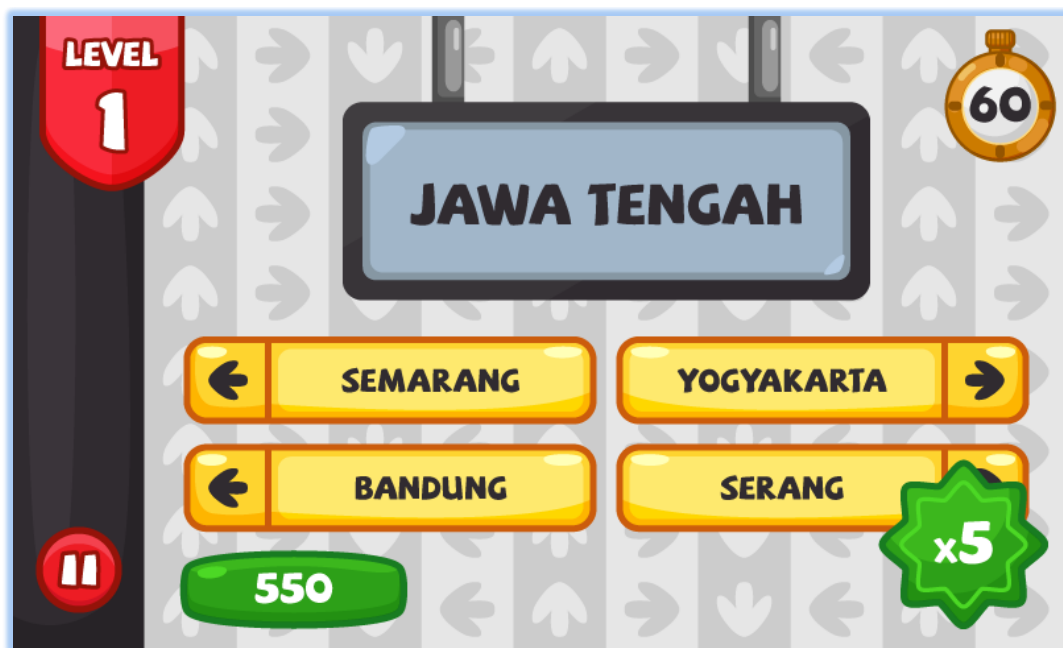 LEVEL
1
60
JAWA TENGAH
SEMARANG
YOGYAKARTA
BANDUNG
SERANG
x5
550